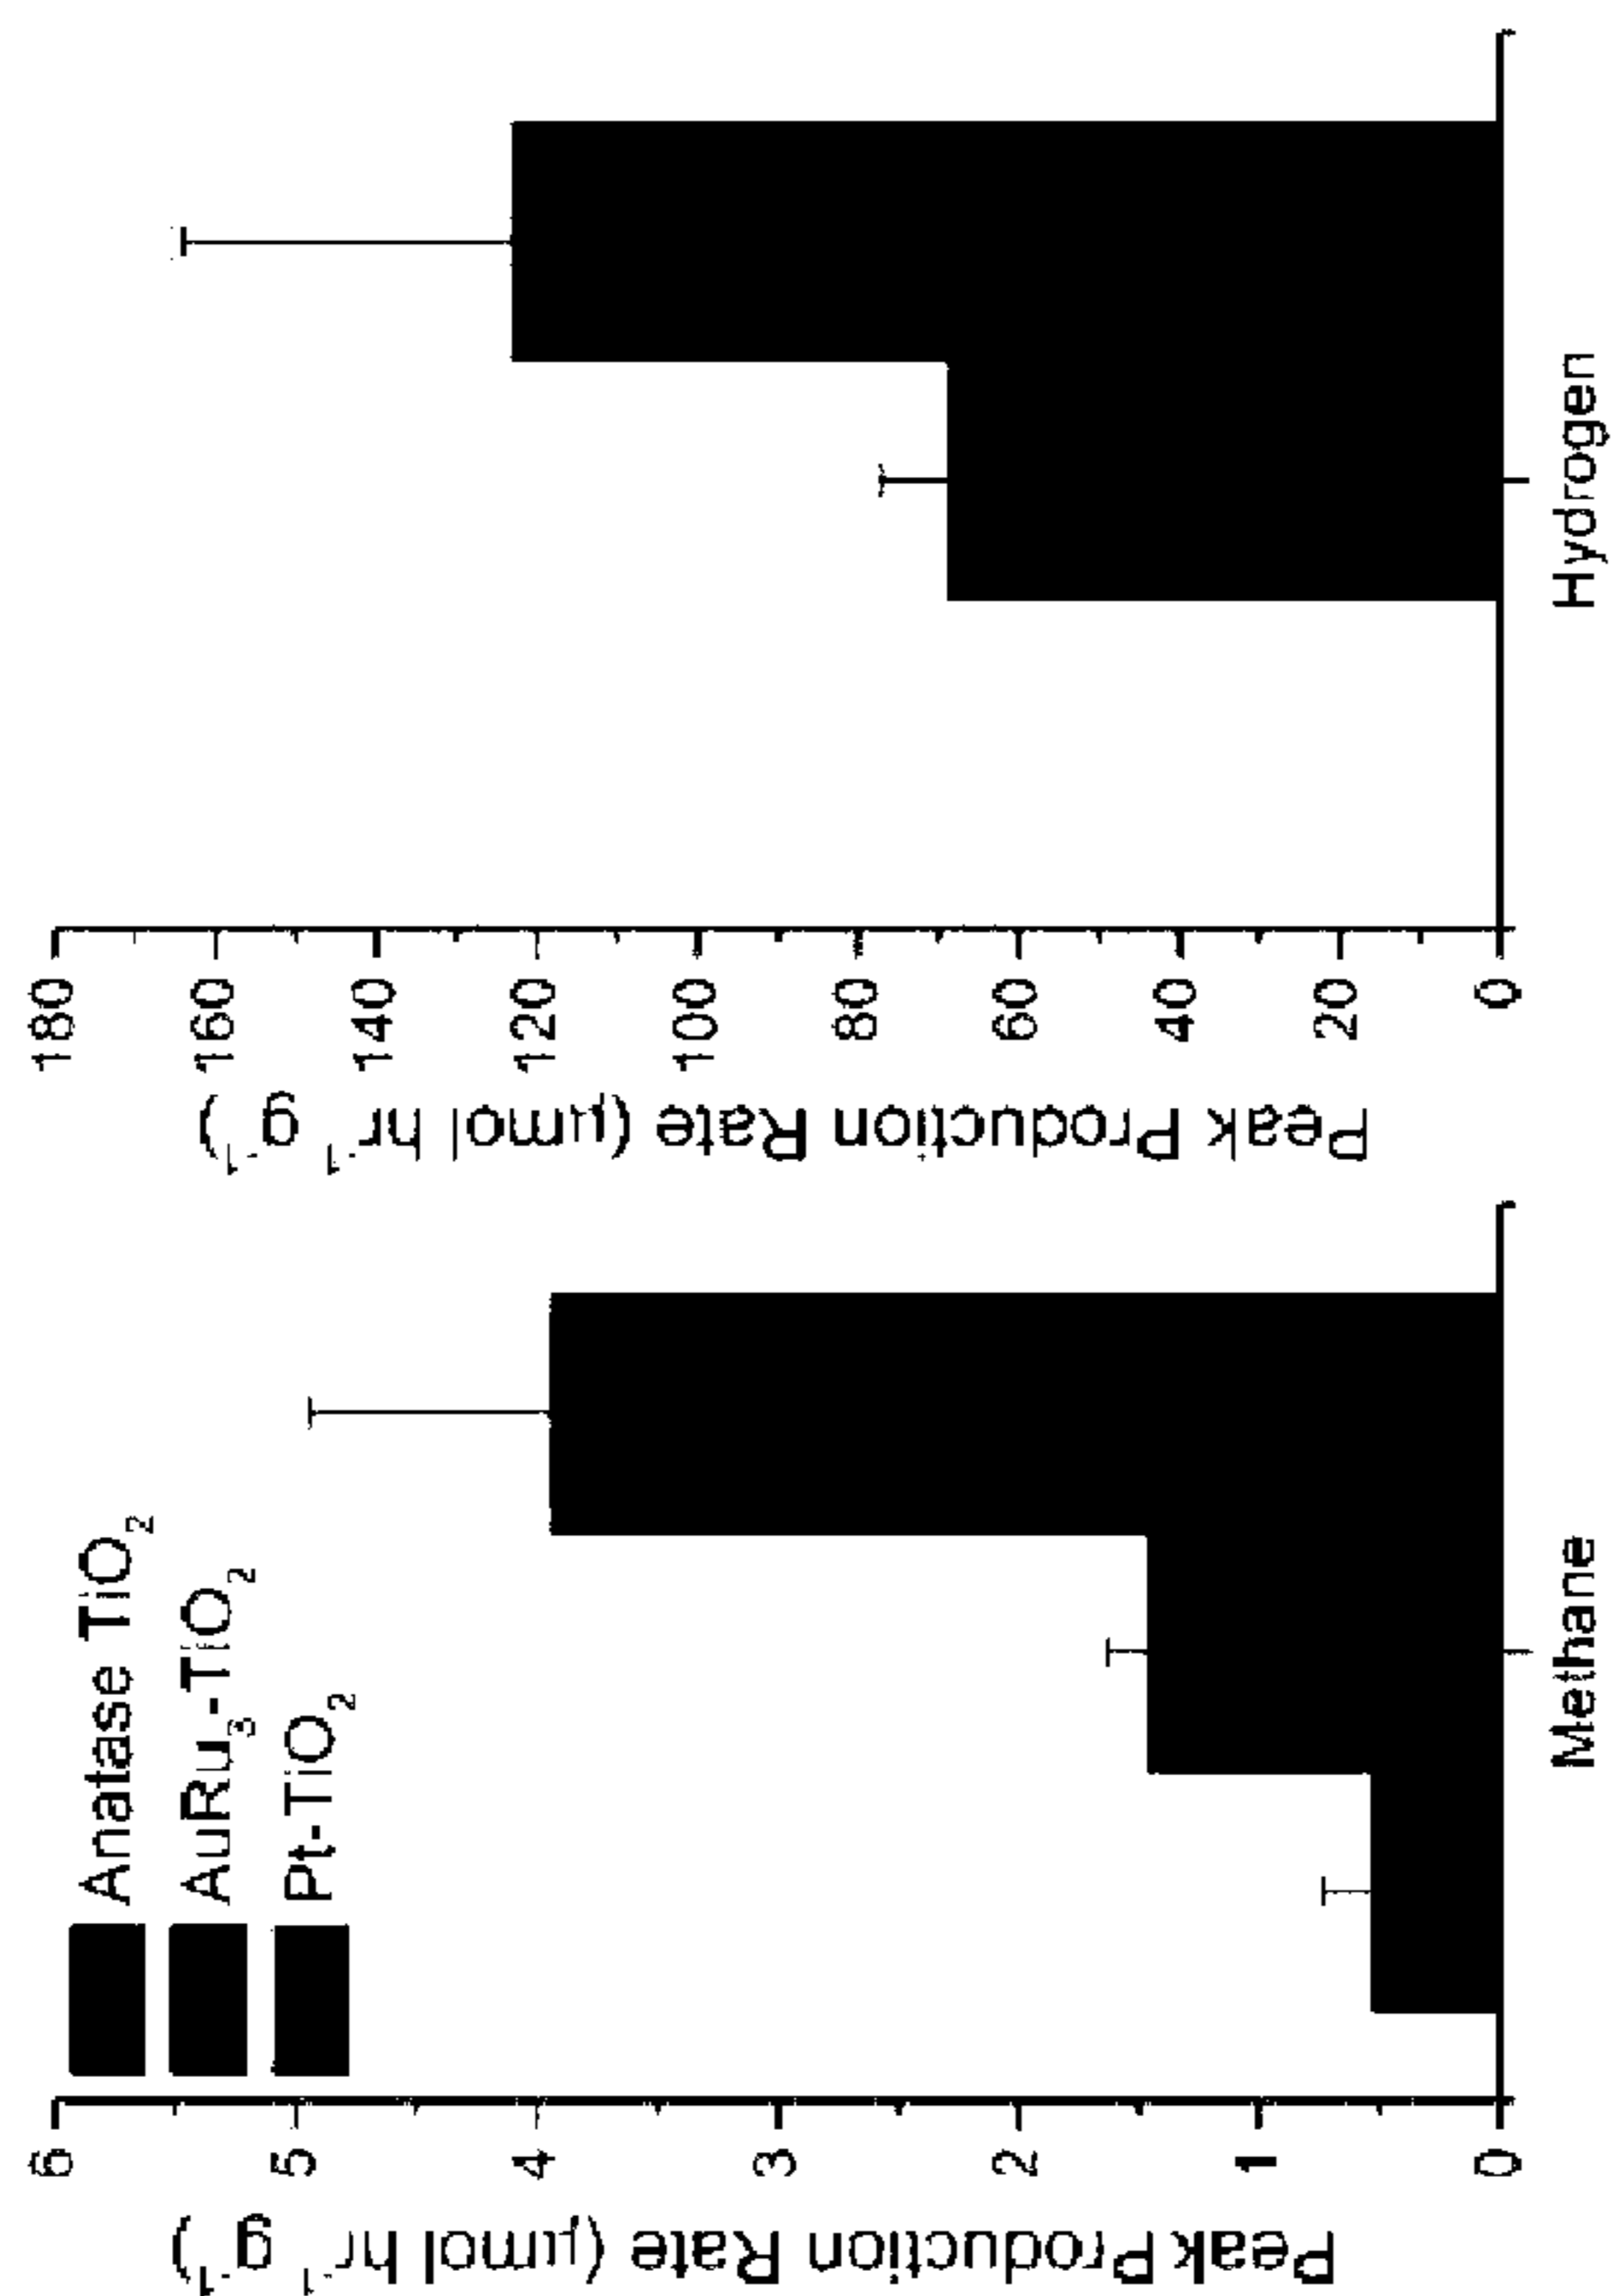 Peak Production Rate (μmol hr⁻¹ g⁻¹)
6
5
4
3
2
1
0
Anatase TiO₂
AuRu₃-TiO₂
Pt-TiO₂
Methane
Peak Production Rate (μmol hr⁻¹ g⁻¹)
180
160
140
120
100
80
60
40
20
0
Hydrogen